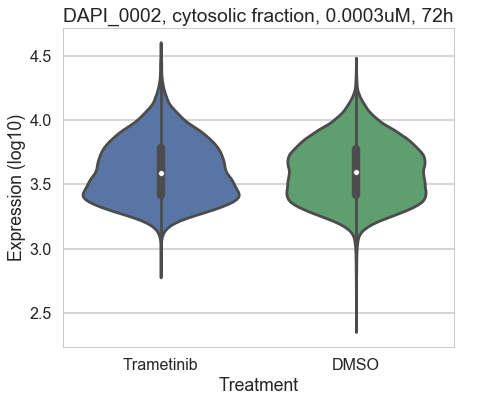 DAPI_0002, cytosolic fraction, 0.0003uM, 72h
Expression (log10)
4.5
4.0
3.5
3.0
2.5
Trametinib DMSO
Treatment